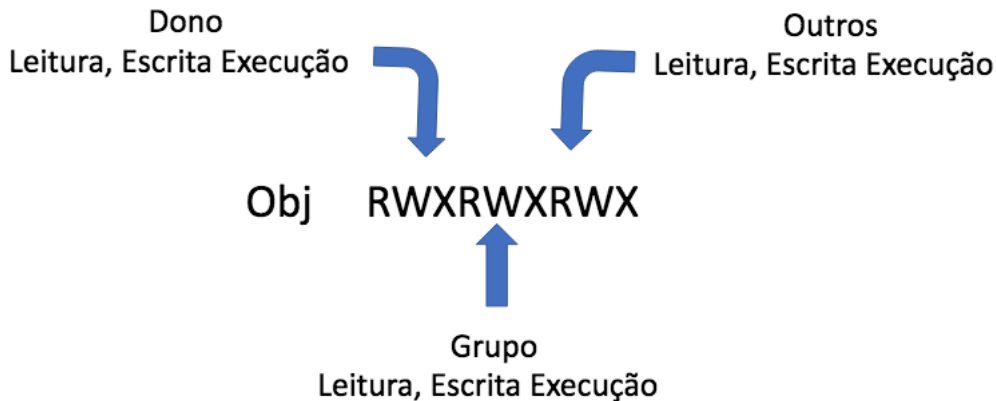 Dono
Leitura, Escrita Execução
Outros
Leitura, Escrita Execução
Obj RWXRWXRWX
Grupo
Leitura, Escrita Execução